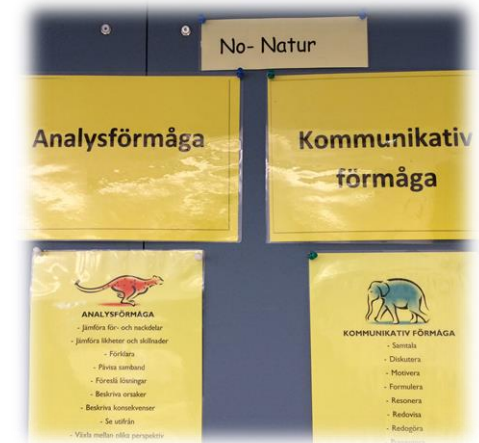 No- Natur
Analysförmåga
Kommunikativ
förmåga
ANALYSFÖRMÅGA
- Jämföra för- och nackdelar
- Jämföra likheter och skillnader
- Förklara
- Påvisa samband
- Föreslå lösningar
- Beskriva orsaker
- Beskriva konsekvenser
- Se utifrån
- Växla mellan olika perspektiv
KOMMUNIKATIV FÖRMÅGA
- Samtala
- Diskutera
- Motivera
- Formulera
- Resonera
- Redovisa
- Redogöra